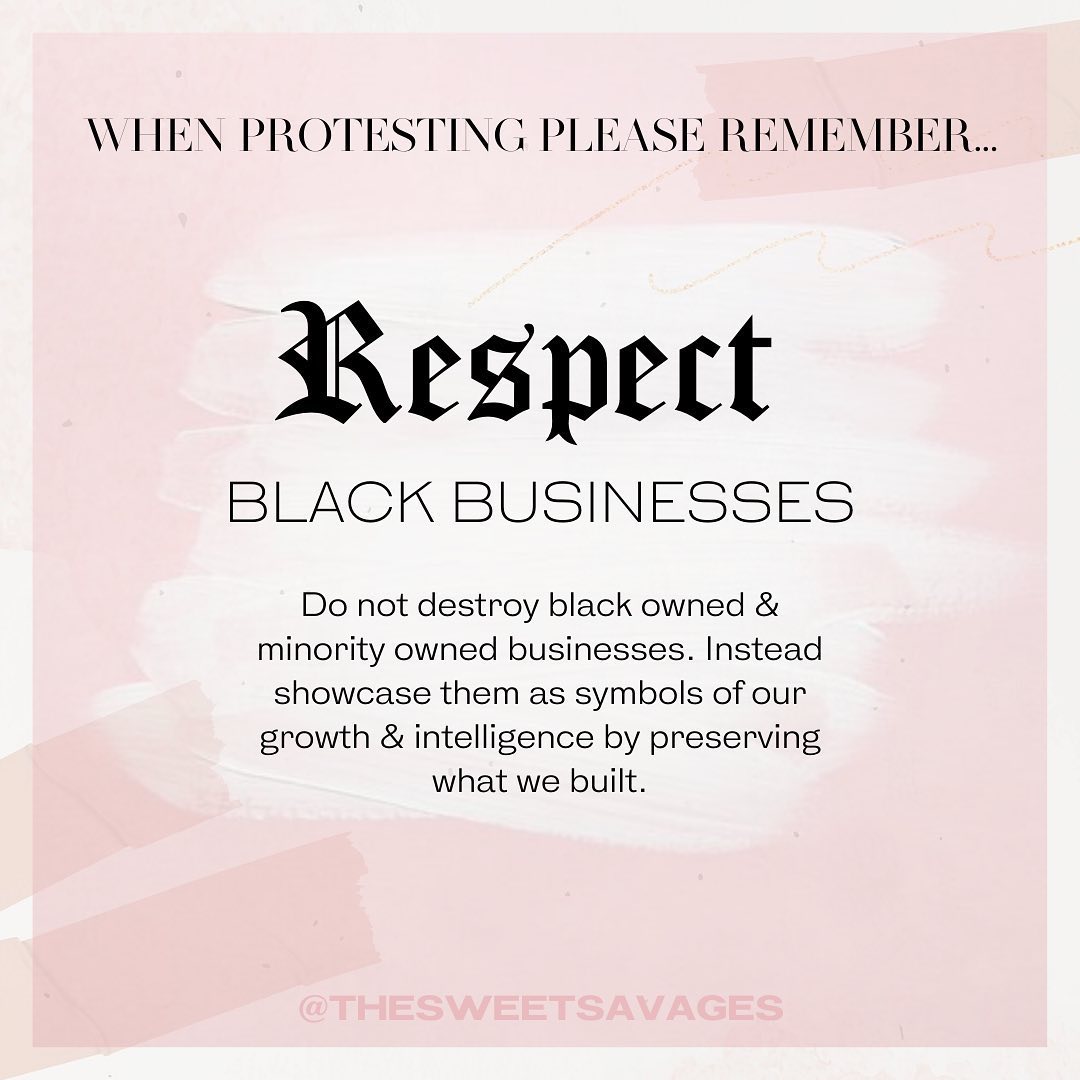 WHEN PROTESTING PLEASE REMEMBER...
Respect
BLACK BUSINESSES
Do not destroy black owned &
minority owned businesses. Instead
showcase them as symbols of our
growth & intelligence by preserving
what we built.
@THESWEETSAVAGES